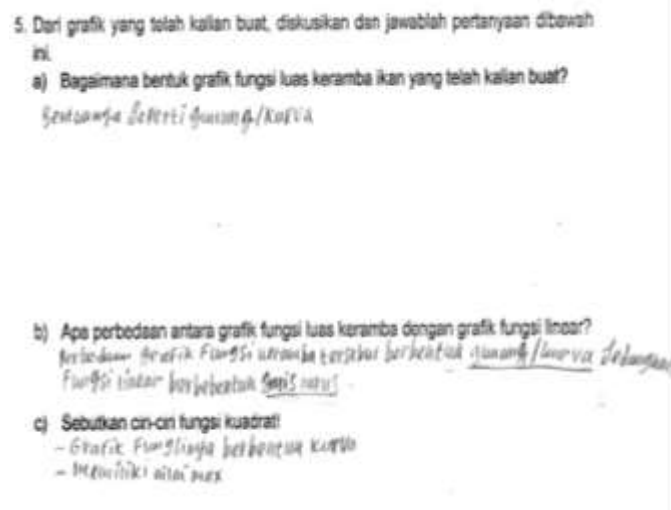 5. Dari grafik yang telah kalian buat, diskusikan dan jawablah pertanyaan dibawah
ini.
a) Bagaimana bentuk grafik fungsi luas keramba ikan yang telah kalian buat?
Bentuknya seperti gunung/kurva
b) Apa perbedaan antara grafik fungsi luas keramba dengan grafik fungsi linear?
Perbedaan Grafik Fungsi keramba tersebut berbentuk gunung/kurva sedangkan
Fungsi linear berbebentuk garis lurus
c) Sebutkan ciri-ciri fungsi kuadrat!
- Grafik Fungsinya berbentuk kurva
- Memiliki nilai max